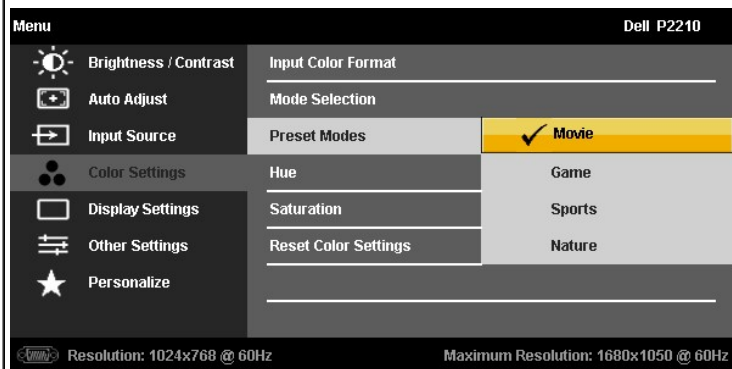 Menu Dell P2210
Brightness / Contrast Input Color Format
Auto Adjust Mode Selection
Input Source Preset Modes Movie
Color Settings Hue Game
Display Settings Saturation Sports
Other Settings Reset Color Settings Nature
Personalize
Resolution: 1024x768 @ 60Hz Maximum Resolution: 1680x1050 @ 60Hz